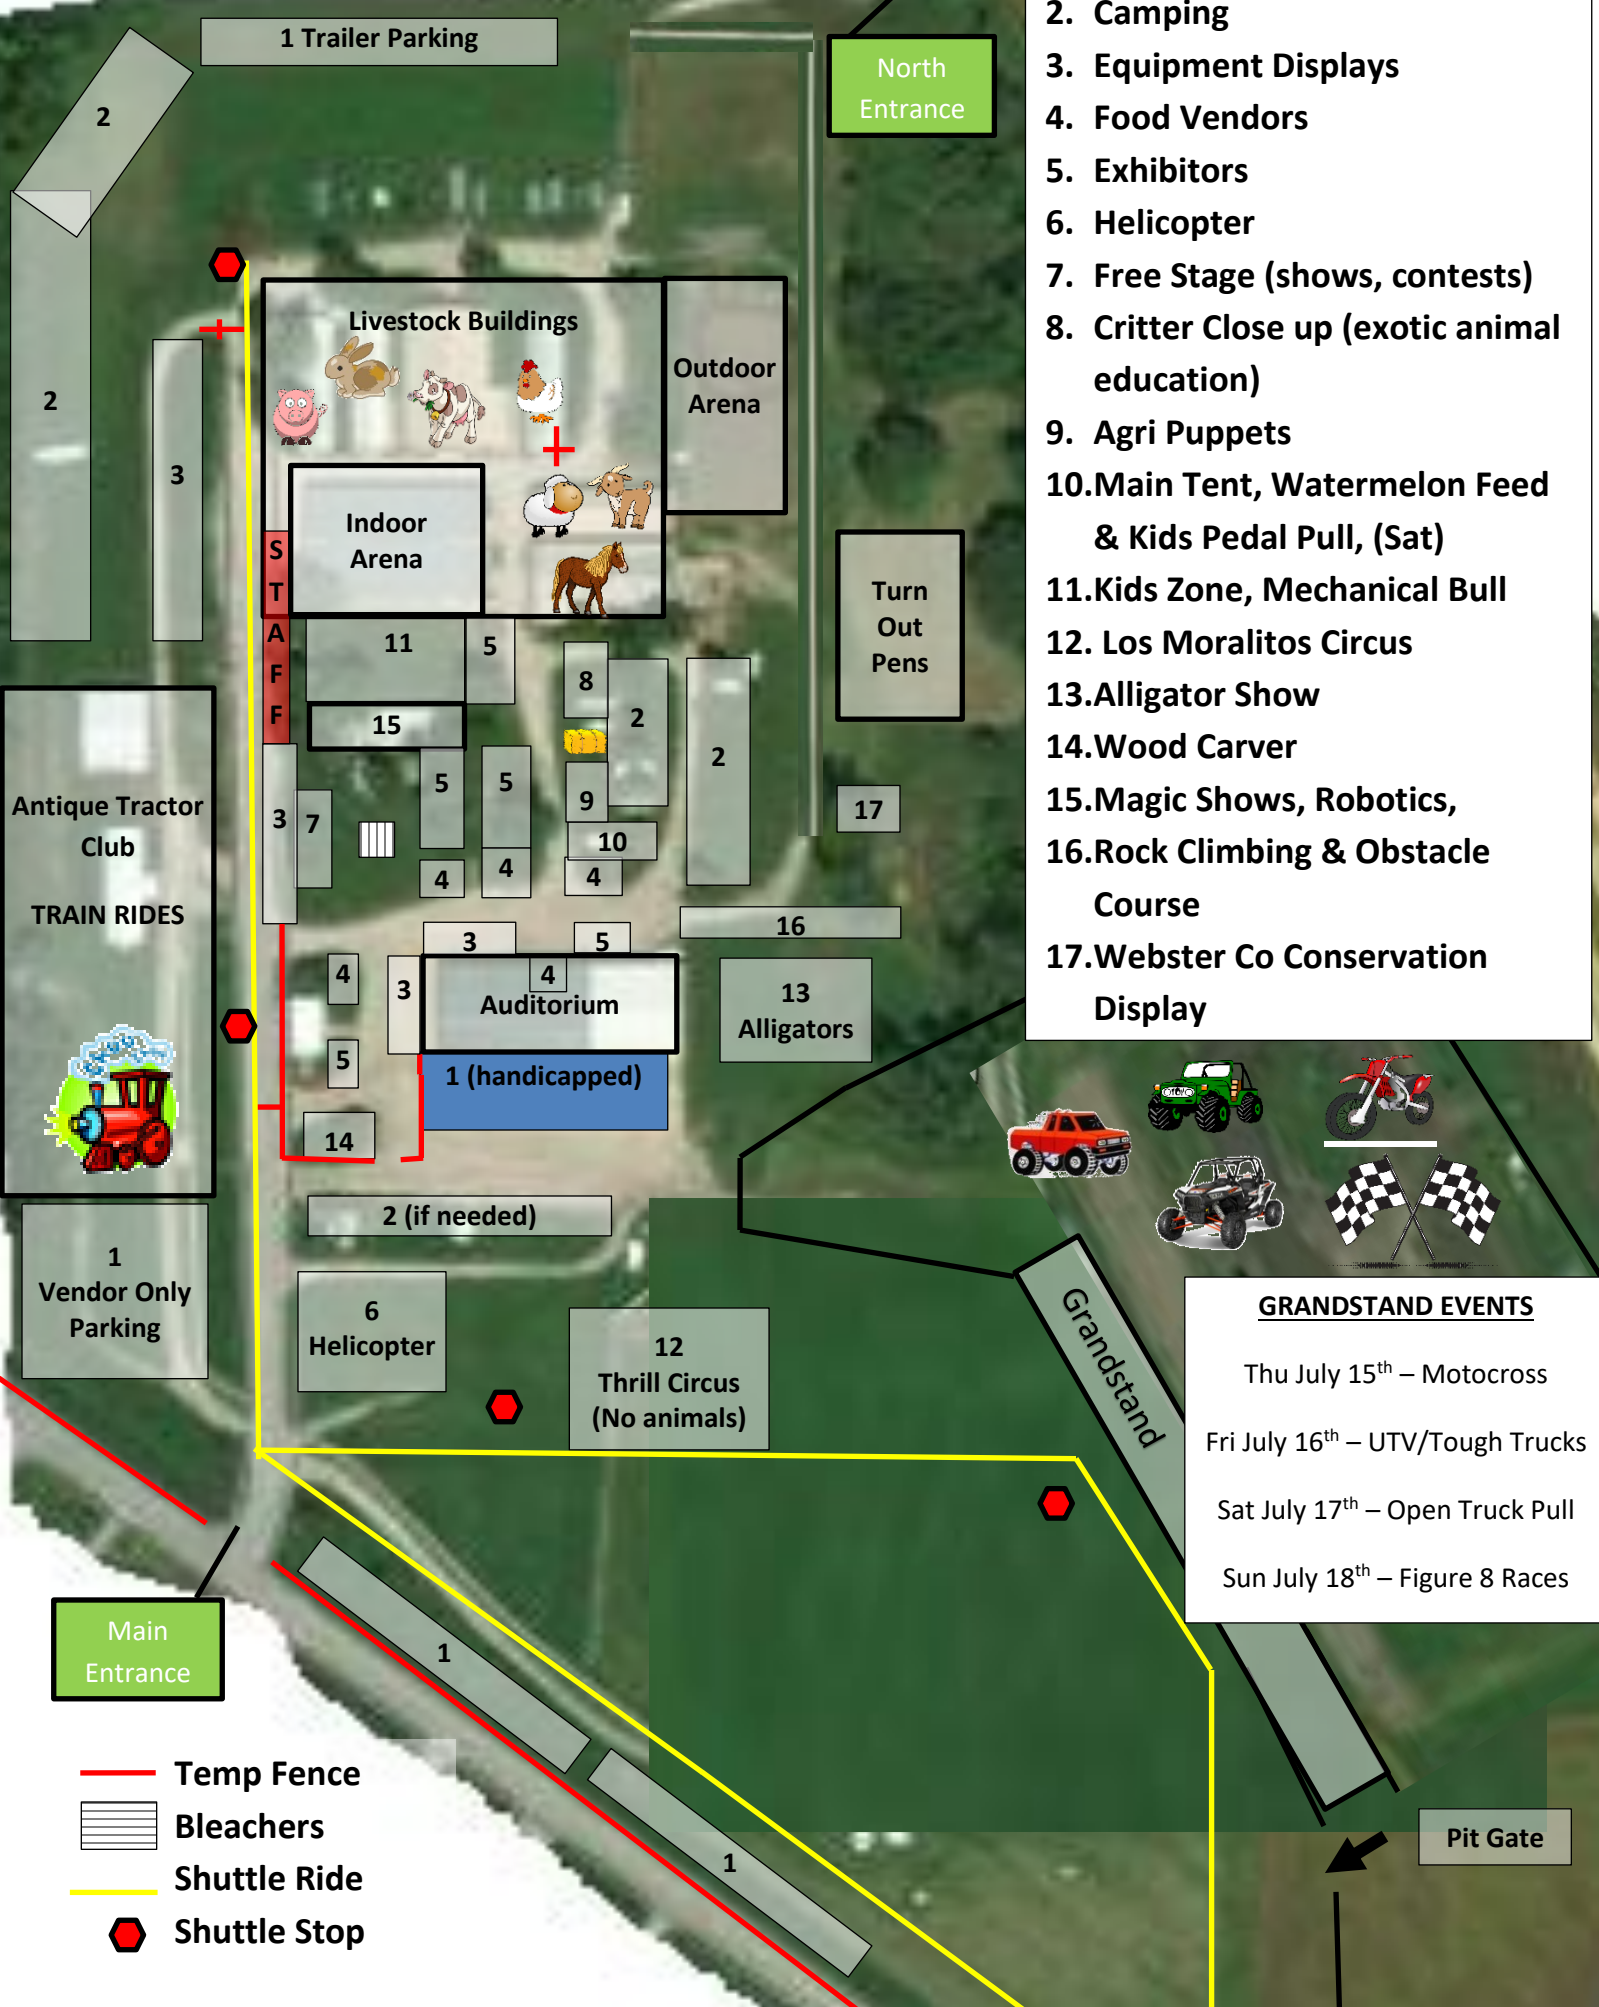 1 Trailer Parking
2
North
Entrance
2. Camping
3. Equipment Displays
4. Food Vendors
5. Exhibitors
6. Helicopter
7. Free Stage (shows, contests)
8. Critter Close up (exotic animal
education)
9. Agri Puppets
10.Main Tent, Watermelon Feed
& Kids Pedal Pull, (Sat)
11.Kids Zone, Mechanical Bull
12. Los Moralitos Circus
13.Alligator Show
14.Wood Carver
15.Magic Shows, Robotics,
16.Rock Climbing & Obstacle
Course
17.Webster Co Conservation
Display
Livestock Buildings
Outdoor
Arena
2
3
Indoor
Arena
S
T
A
F
F
Turn
Out
Pens
11
5
8
2
15
2
5
5
9
3
7
17
10
4
4
4
Antique Tractor
Club
TRAIN RIDES
16
3
5
4
3
4
Auditorium
13
Alligators
5
1 (handicapped)
14
2 (if needed)
1
Vendor Only
Parking
6
Helicopter
12
Thrill Circus
(No animals)
Grandstand
GRANDSTAND EVENTS
Thu July 15th – Motocross
Fri July 16th – UTV/Tough Trucks
Sat July 17th – Open Truck Pull
Sun July 18th – Figure 8 Races
Main
Entrance
1
1
Pit Gate
Temp Fence
Bleachers
Shuttle Ride
Shuttle Stop